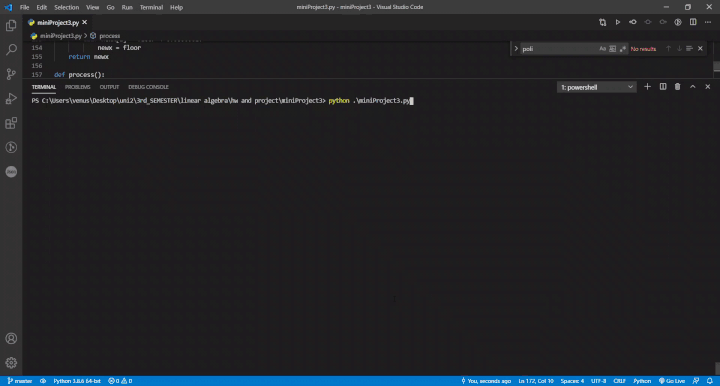 File Edit Selection View Go Run Terminal Help
miniProject3.py - miniProject3 - Visual Studio Code
miniProject3.py
miniProject3.py > process
poli
Aa
No results
154 newx = floor
155 return newx
156
157 def process():
TERMINAL PROBLEMS OUTPUT DEBUG CONSOLE
1: powershell
PS C:\Users\venus\Desktop\uni2\3rd_SEMESTER\linear algebra\hw and project\miniProject3> python .\miniProject3.py
master
Python 3.8.6 64-bit
0 0
You, seconds ago
Ln 172, Col 10
Spaces: 4
UTF-8
CRLF
Python
Go Live